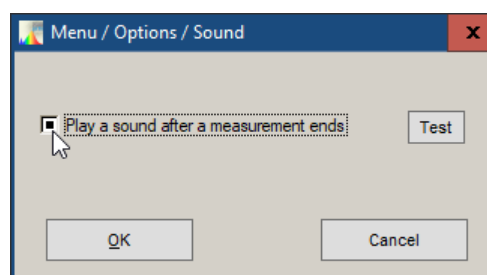 Menu / Options / Sound
x
Play a sound after a measurement ends
Test
OK
Cancel